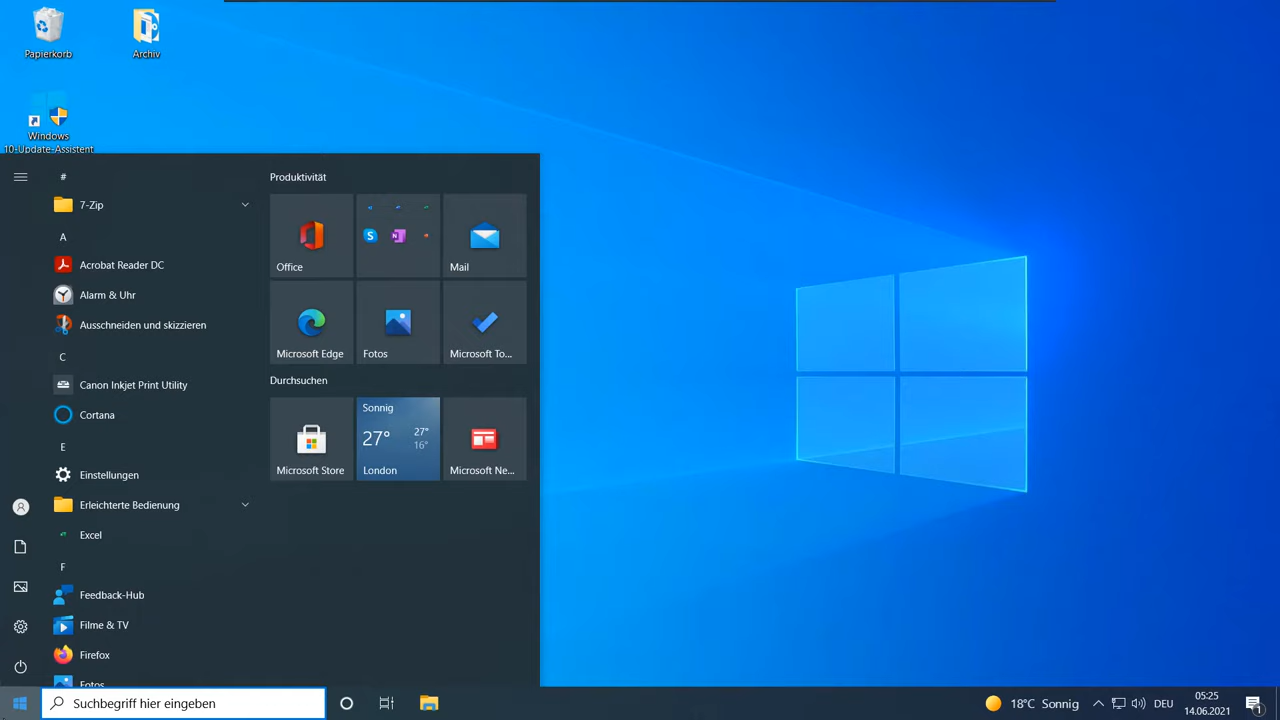 Papierkorb
Archiv
Windows
10-Update-Assistent
#
7-Zip
A
Acrobat Reader DC
Alarm & Uhr
Ausschneiden und skizzieren
C
Canon Inkjet Print Utility
Cortana
E
Einstellungen
Erleichterte Bedienung
Excel
F
Feedback-Hub
Filme & TV
Firefox
Fotos
Produktivität
Office
Mail
Microsoft Edge
Fotos
Microsoft To...
Durchsuchen
Microsoft Store
Sonnig
27°
27°
16°
London
Microsoft Ne...
Suchbegriff hier eingeben
18°C Sonnig
DEU
05:25
14.06.2021
1